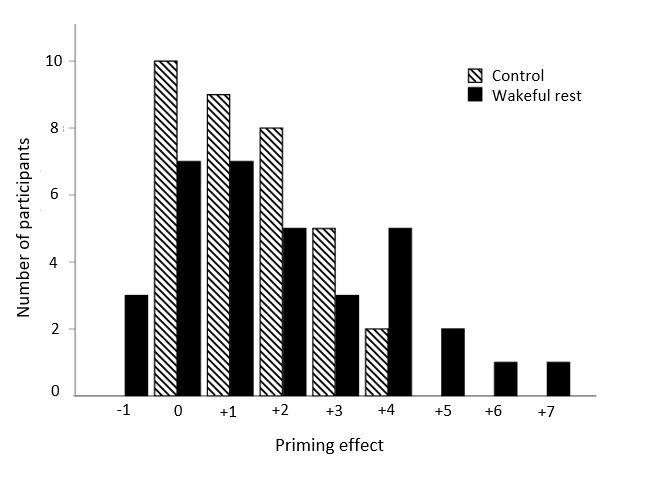 10
8
6
4
2
0
Number of participants
Control
Wakeful rest
-1 0 +1 +2 +3 +4 +5 +6 +7
Priming effect